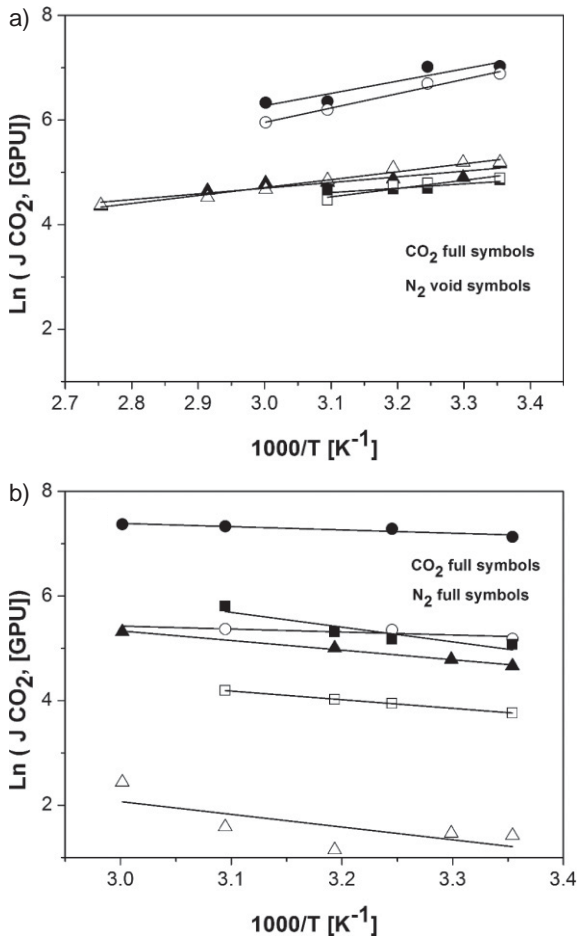 a)
8
6
4
2
Ln ( J CO2, [GPU])
CO2 full symbols
N2 void symbols
2.7 2.8 2.9 3.0 3.1 3.2 3.3 3.4
1000/T [K-1]
b)
8
6
4
2
Ln ( J CO2, [GPU])
CO2 full symbols
N2 full symbols
3.0 3.1 3.2 3.3 3.4
1000/T [K-1]